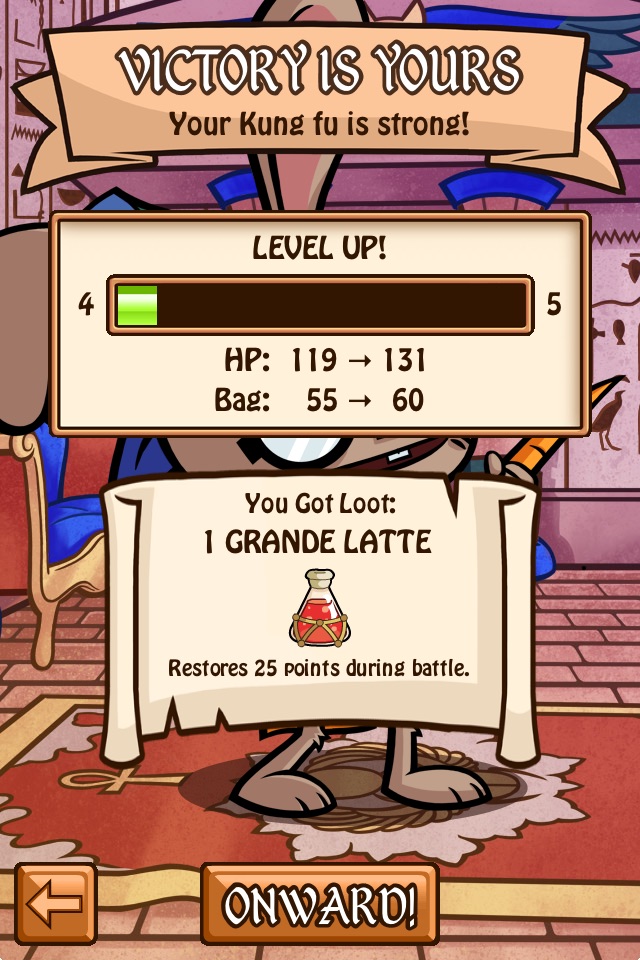 VICTORY IS YOURS
Your Kung fu is strong!
LEVEL UP!
4 5
HP: 119 → 131
Bag: 55 → 60
You Got Loot:
1 GRANDE LATTE
Restores 25 points during battle.
ONWARD!